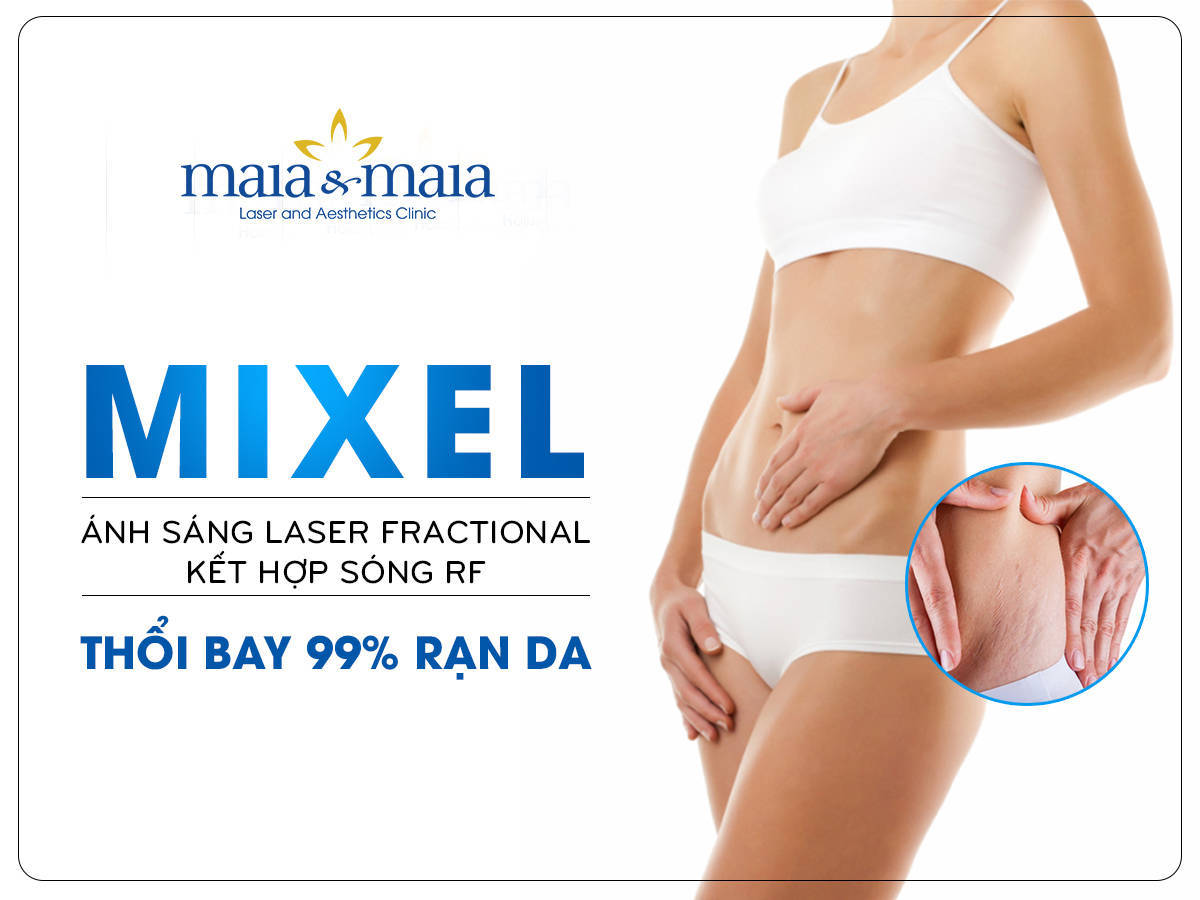 maia & maia
Laser and Aesthetics Clinic
MIXEL
ÁNH SÁNG LASER FRACTIONAL
KẾT HỢP SÓNG RF
THỔI BAY 99% RẠN DA